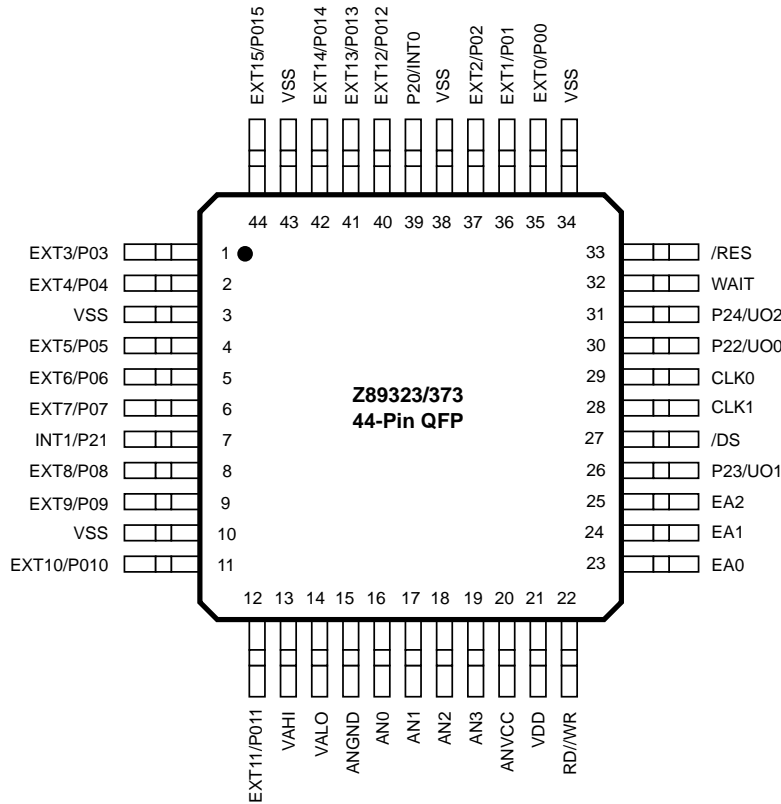 EXT15/P015
VSS
EXT14/P014
EXT13/P013
EXT12/P012
P20/INT0
VSS
EXT2/P02
EXT1/P01
EXT0/P00
VSS
44 43 42 41 40 39 38 37 36 35 34
EXT3/P03 1 33 /RES
EXT4/P04 2 32 WAIT
VSS 3 31 P24/UO2
EXT5/P05 4 30 P22/UO0
EXT6/P06 5 29 CLK0
EXT7/P07 6 28 CLK1
INT1/P21 7 27 /DS
EXT8/P08 8 26 P23/UO1
EXT9/P09 9 25 EA2
VSS 10 24 EA1
EXT10/P010 11 23 EA0
Z89323/373
44-Pin QFP
12 13 14 15 16 17 18 19 20 21 22
EXT11/P011
VAHI
VALO
ANGND
AN0
AN1
AN2
AN3
ANVCC
VDD
RD//WR